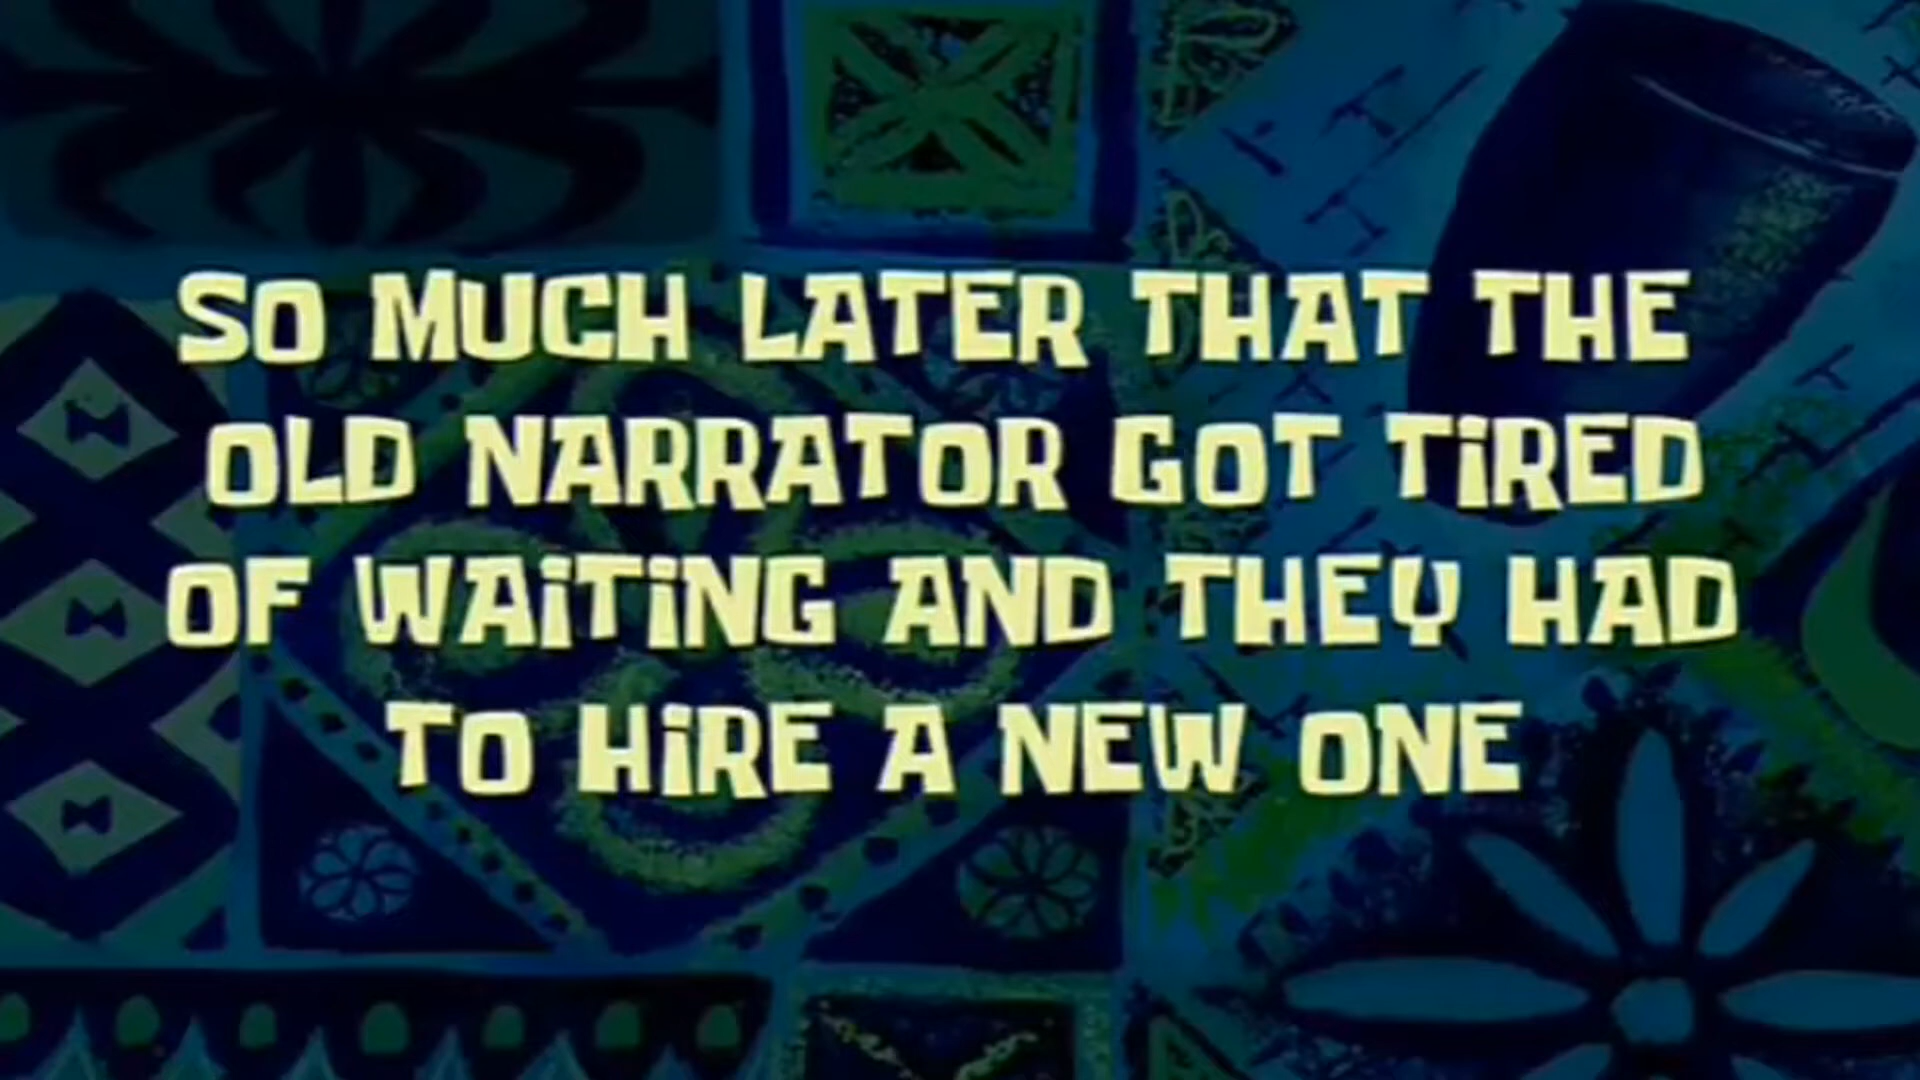 SO MUCH LATER THAT THE
OLD NARRATOR GOT TiRED
OF WAiTiNG AND THEY HAD
TO HiRE A NEW ONE